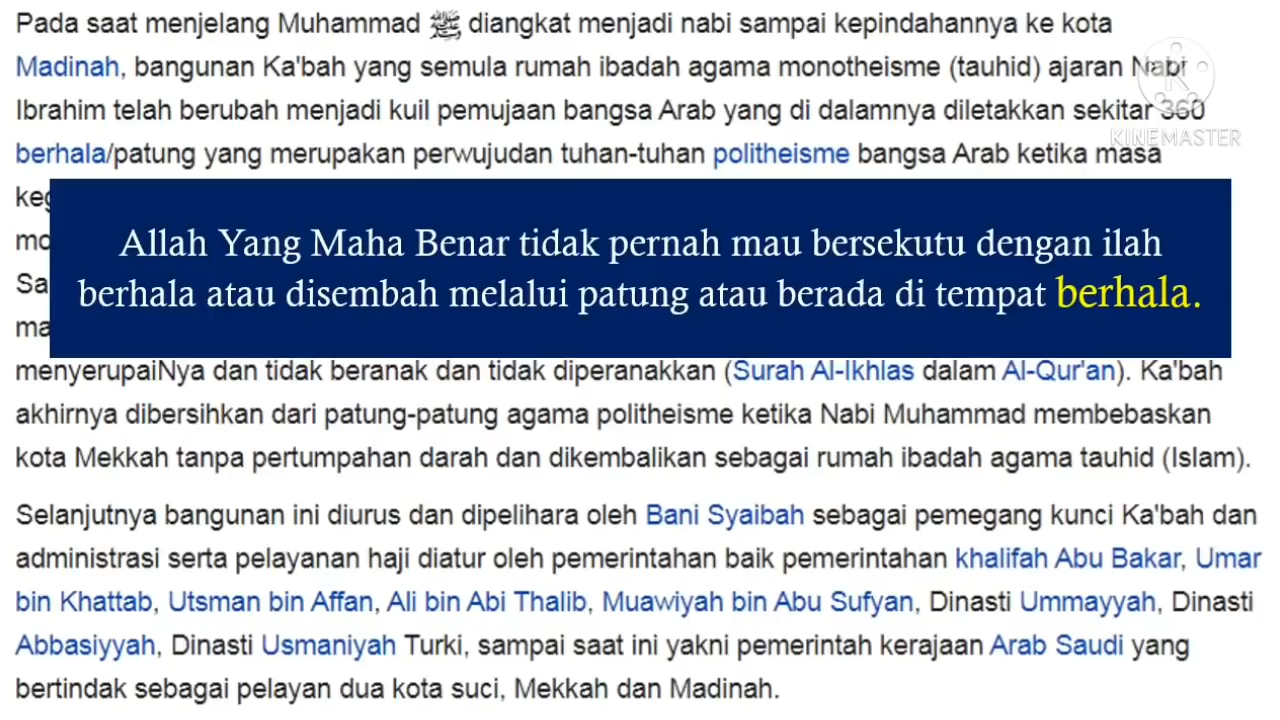 Pada saat menjelang Muhammad ﷺ diangkat menjadi nabi sampai kepindahannya ke kota
Madinah, bangunan Ka'bah yang semula rumah ibadah agama monotheisme (tauhid) ajaran Nabi
Ibrahim telah berubah menjadi kuil pemujaan bangsa Arab yang di dalamnya diletakkan sekitar 360
berhala/patung yang merupakan perwujudan tuhan-tuhan politheisme bangsa Arab ketika masa
KINEMASTER
Allah Yang Maha Benar tidak pernah mau bersekutu dengan ilah
berhala atau disembah melalui patung atau berada di tempat berhala.
menyerupaiNya dan tidak beranak dan tidak diperanakkan (Surah Al-Ikhlas dalam Al-Qur'an). Ka'bah
akhirnya dibersihkan dari patung-patung agama politheisme ketika Nabi Muhammad membebaskan
kota Mekkah tanpa pertumpahan darah dan dikembalikan sebagai rumah ibadah agama tauhid (Islam).
Selanjutnya bangunan ini diurus dan dipelihara oleh Bani Syaibah sebagai pemegang kunci Ka'bah dan
administrasi serta pelayanan haji diatur oleh pemerintahan baik pemerintahan khalifah Abu Bakar, Umar
bin Khattab, Utsman bin Affan, Ali bin Abi Thalib, Muawiyah bin Abu Sufyan, Dinasti Ummayyah, Dinasti
Abbasiyyah, Dinasti Usmaniyah Turki, sampai saat ini yakni pemerintah kerajaan Arab Saudi yang
bertindak sebagai pelayan dua kota suci, Mekkah dan Madinah.